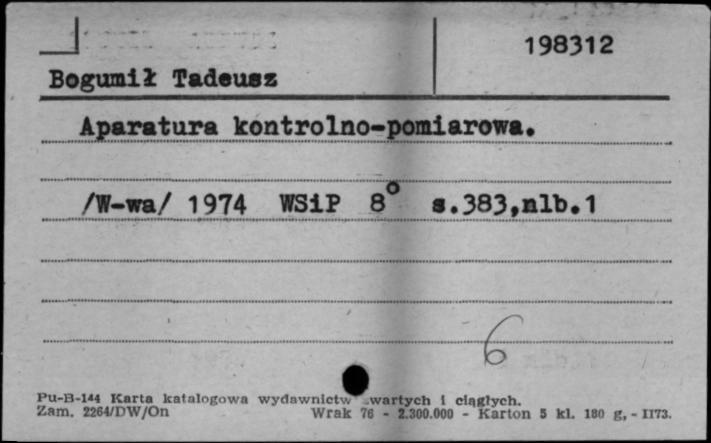 198312
Bogumił Tadeusz
Aparatura kontrolno-pomiarowa.
/W-wa/ 1974 WSiP 8° s.383,nlb.1
6
Pu-B-144 Karta katalogowa wydawnictw zwartych i ciągłych.
Zam. 2264/DW/On Wrak 76 - 2.300.000 - Karton 5 kl. 180 g, - II73.